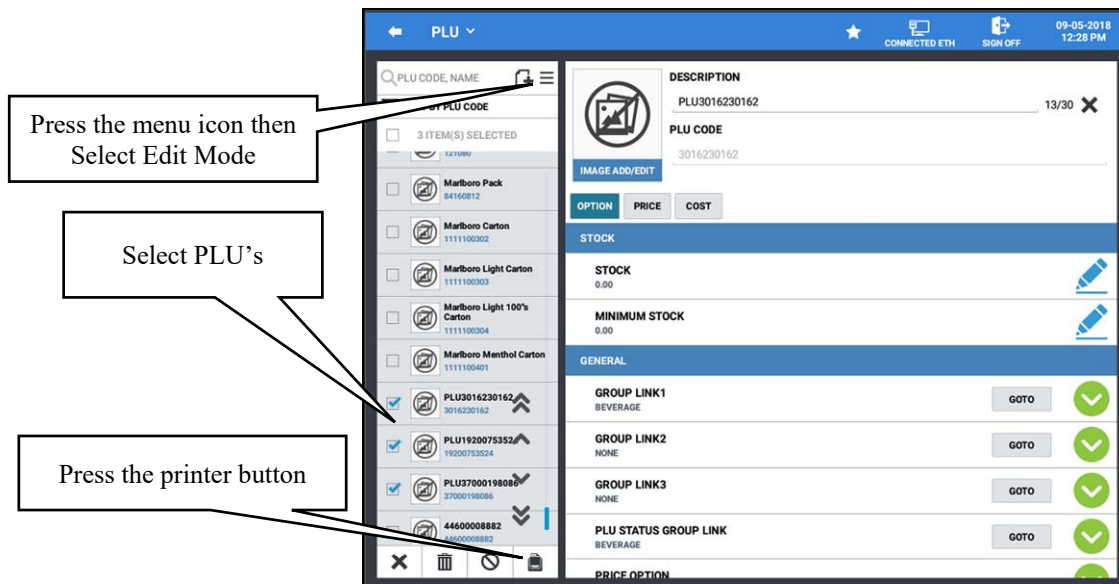 PLU
CONNECTED ETH
SIGN OFF
09-05-2018
12:28 PM
PLU CODE, NAME
BY PLU CODE
3 ITEM(S) SELECTED
121080
Marlboro Pack
84160812
Marlboro Carton
1111100302
Marlboro Light Carton
1111100303
Marlboro Light 100's
Carton
1111100304
Marlboro Menthol Carton
1111100401
PLU3016230162
3016230162
PLU1920075352
19200753524
PLU37000198086
37000198086
44600008882
44600008882
DESCRIPTION
PLU3016230162
13/30
PLU CODE
3016230162
IMAGE ADD/EDIT
OPTION PRICE COST
STOCK
STOCK
0.00
MINIMUM STOCK
0.00
GENERAL
GROUP LINK1
BEVERAGE
GOTO
GROUP LINK2
NONE
GOTO
GROUP LINK3
NONE
GOTO
PLU STATUS GROUP LINK
BEVERAGE
GOTO
PRICE OPTION
Press the menu icon then
Select Edit Mode
Select PLU’s
Press the printer button